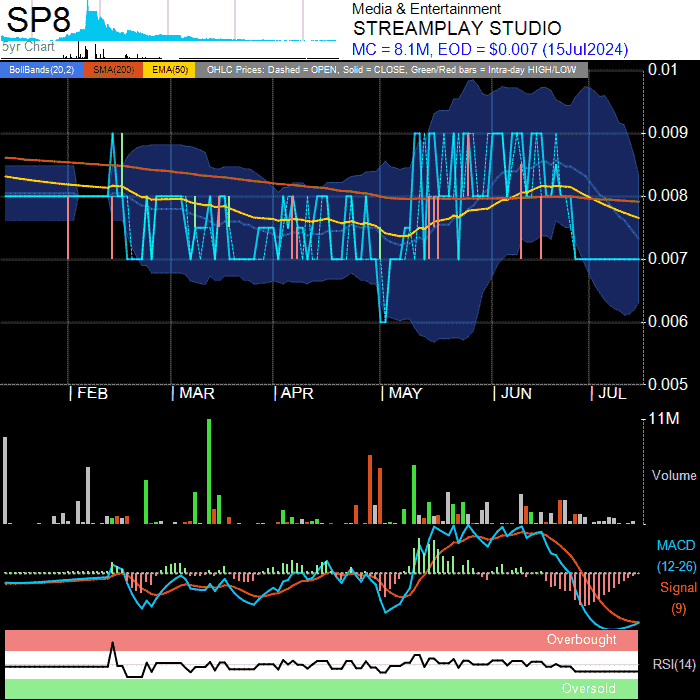 SP8
5yr Chart
Media & Entertainment
STREAMPLAY STUDIO
MC = 8.1M, EOD = $0.007 (15Jul2024)
BollBands(20,2) SMA(200) EMA(50) OHLC Prices: Dashed = OPEN, Solid = CLOSE, Green/Red bars = Intra-day HIGH/LOW
0.01
0.009
0.008
0.007
0.006
0.005
| FEB | MAR | APR | MAY | JUN | JUL
11M
Volume
MACD
(12-26)
Signal
(9)
Overbought
RSI(14)
Oversold